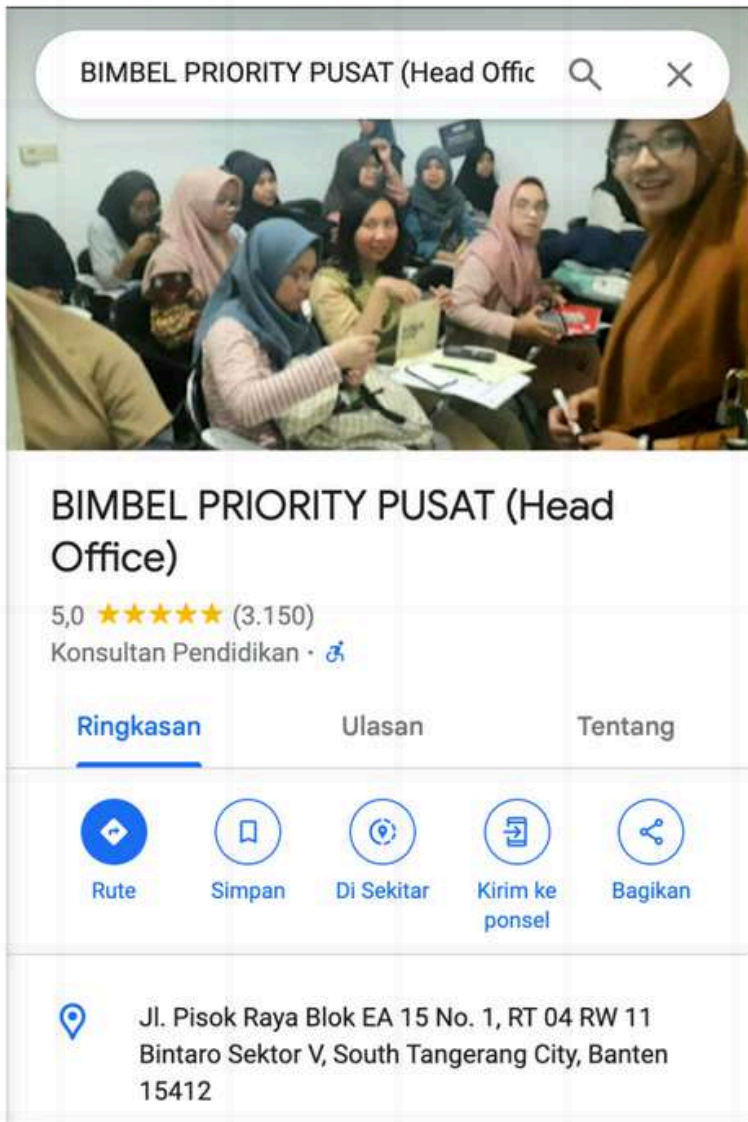 BIMBEL PRIORITY PUSAT (Head Offic
BIMBEL PRIORITY PUSAT (Head
Office)
5,0 ★★★★★ (3.150)
Konsultan Pendidikan ·
Ringkasan
Ulasan
Tentang
Rute
Simpan
Di Sekitar
Kirim ke
ponsel
Bagikan
Jl. Pisok Raya Blok EA 15 No. 1, RT 04 RW 11
Bintaro Sektor V, South Tangerang City, Banten
15412